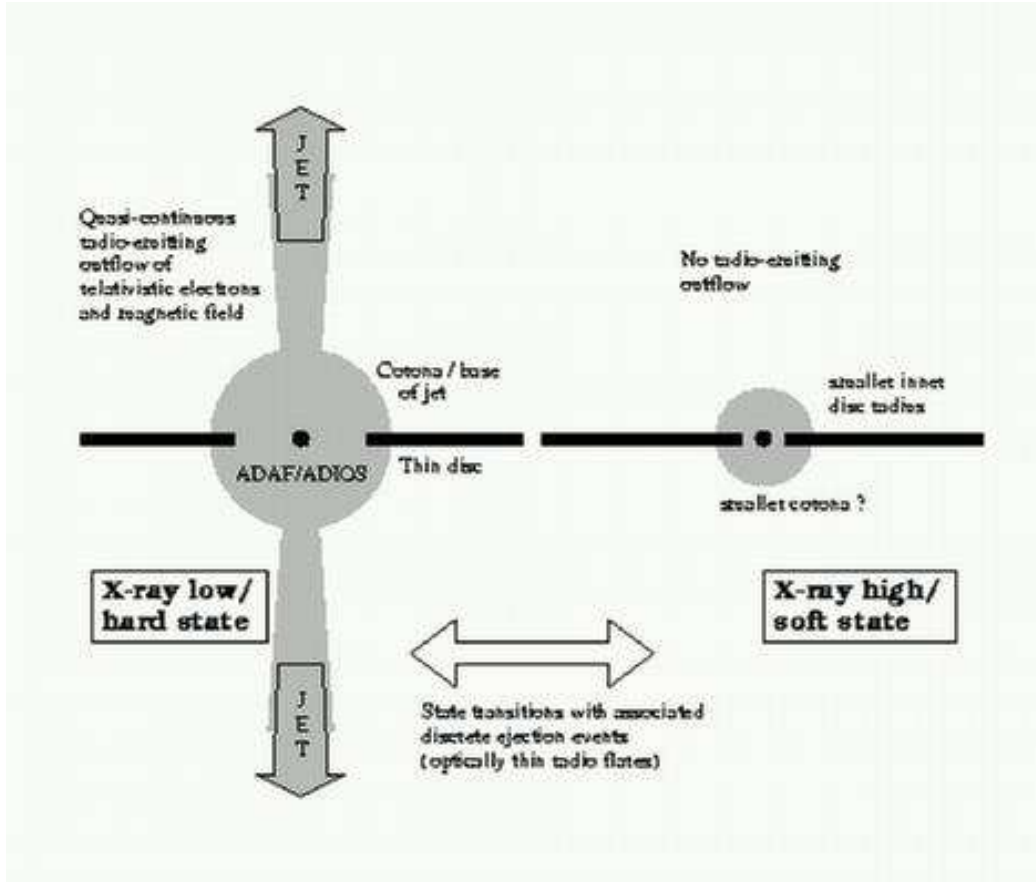 J
E
T
Quasi-continuous
radio-emitting
outflow of
relativistic electrons
and magnetic field
No radio-emitting
outflow
Corona / base
of jet
smaller inner
disc radius
Thin disc
ADAF/ADIOS
smaller corona ?
X-ray low/
hard state
X-ray high/
soft state
J
E
T
State transitions with associated
discrete ejection events
(optically thin radio flares)